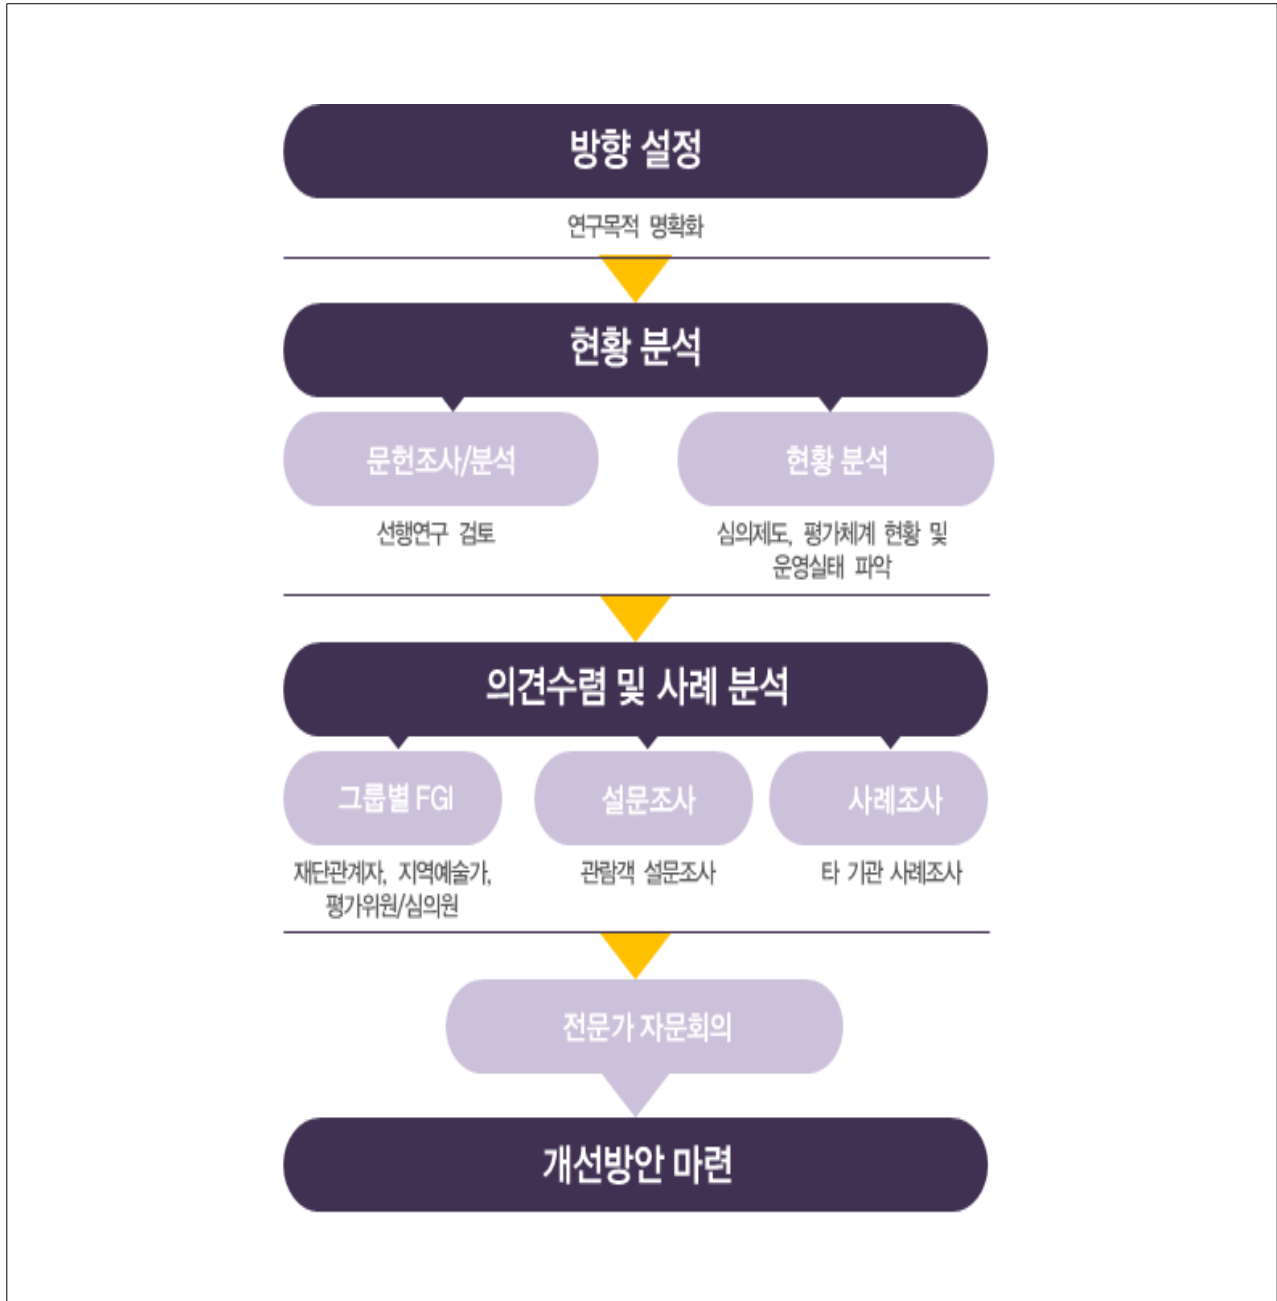 방향 설정
연구목적 명확화
현황 분석
문헌조사/분석
현황 분석
선행연구 검토
심의제도, 평가체계 현황 및
운영실태 파악
의견수렴 및 사례 분석
그룹별 FGI
설문조사
사례조사
재단관계자, 지역예술가,
평가위원/심의원
관람객 설문조사
타 기관 사례조사
전문가 자문회의
개선방안 마련